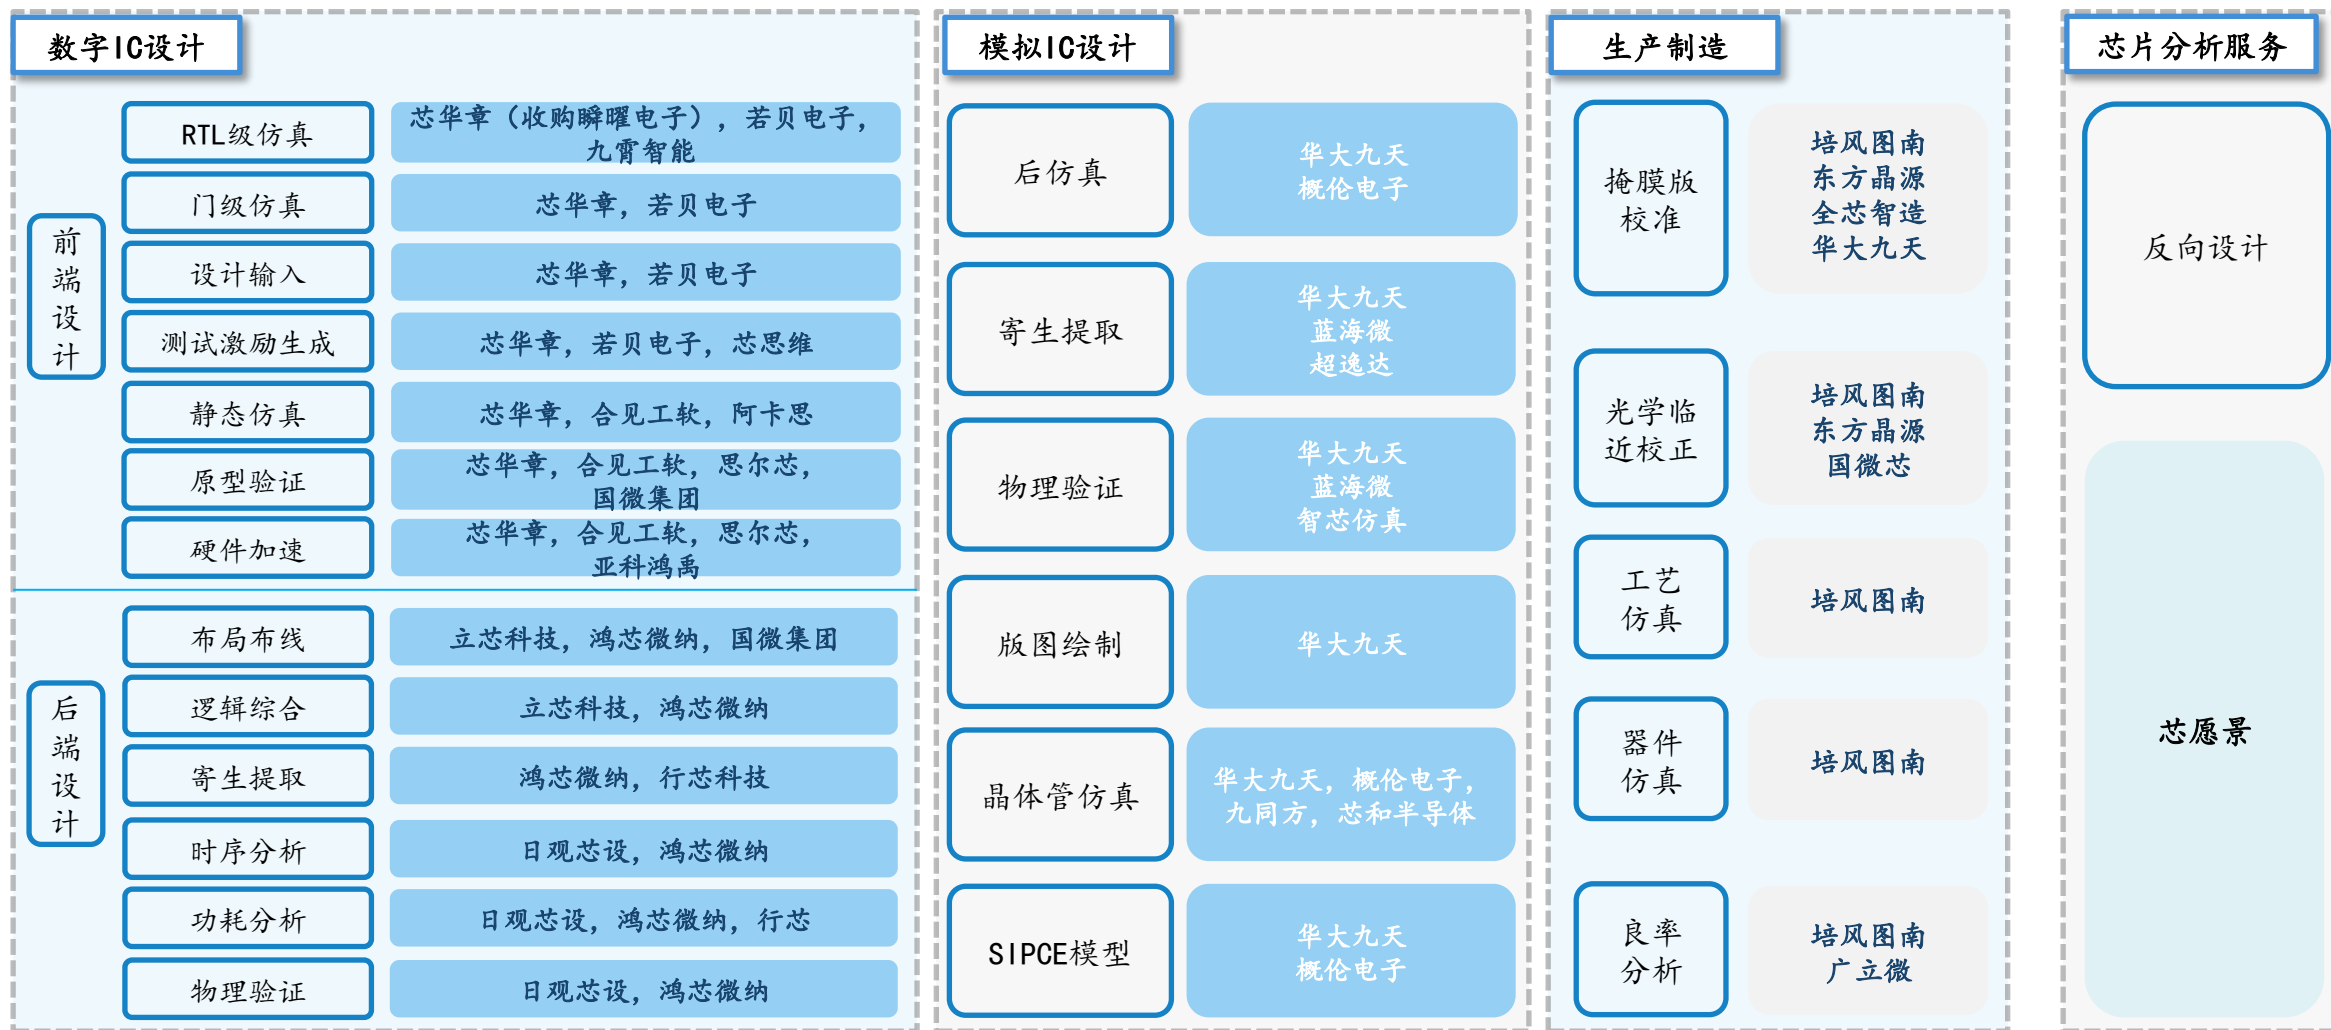 数字IC设计
前
端
设
计
RTL级仿真
芯华章（收购瞬曜电子），若贝电子，
九霄智能
门级仿真
芯华章，若贝电子
设计输入
芯华章，若贝电子
测试激励生成
芯华章，若贝电子，芯思维
静态仿真
芯华章，合见工软，阿卡思
原型验证
芯华章，合见工软，思尔芯，
国微集团
硬件加速
芯华章，合见工软，思尔芯，
亚科鸿禹
后
端
设
计
布局布线
立芯科技，鸿芯微纳，国微集团
逻辑综合
立芯科技，鸿芯微纳
寄生提取
鸿芯微纳，行芯科技
时序分析
日观芯设，鸿芯微纳
功耗分析
日观芯设，鸿芯微纳，行芯
物理验证
日观芯设，鸿芯微纳
模拟IC设计
后仿真
华大九天
概伦电子
寄生提取
华大九天
蓝海微
超逸达
物理验证
华大九天
蓝海微
智芯仿真
版图绘制
华大九天
晶体管仿真
华大九天，概伦电子，
九同方，芯和半导体
SIPCE模型
华大九天
概伦电子
生产制造
掩膜版
校准
培风图南
东方晶源
全芯智造
华大九天
光学临
近校正
培风图南
东方晶源
国微芯
工艺
仿真
培风图南
器件
仿真
培风图南
良率
分析
培风图南
广立微
芯片分析服务
反向设计
芯愿景